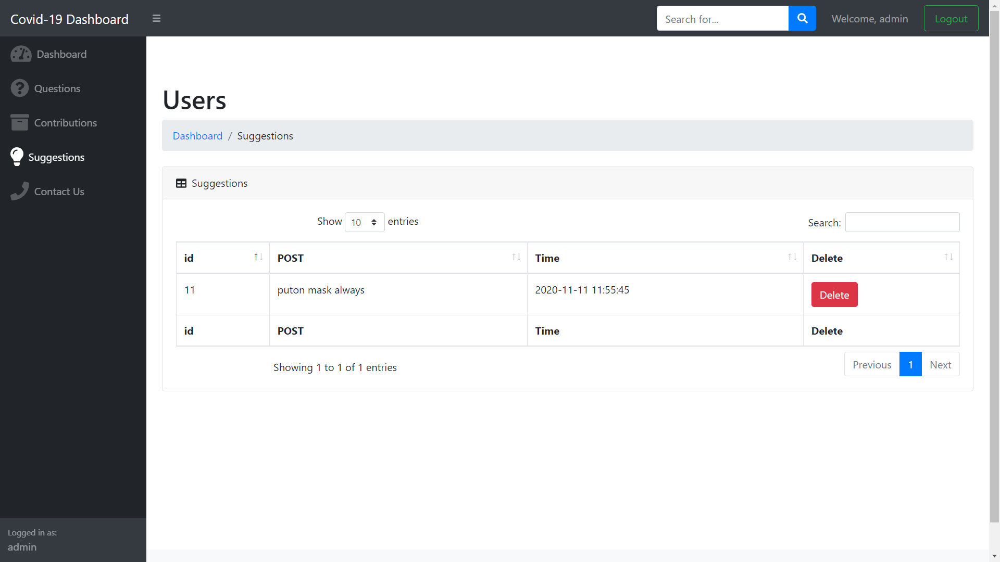 Covid-19 Dashboard
Search for...
Welcome, admin
Logout
Dashboard
Questions
Contributions
Suggestions
Contact Us
Logged in as:
admin
Users
Dashboard / Suggestions
Suggestions
Show 10 entries
Search:
id POST Time Delete
11 puton mask always 2020-11-11 11:55:45 Delete
id POST Time Delete
Showing 1 to 1 of 1 entries
Previous 1 Next